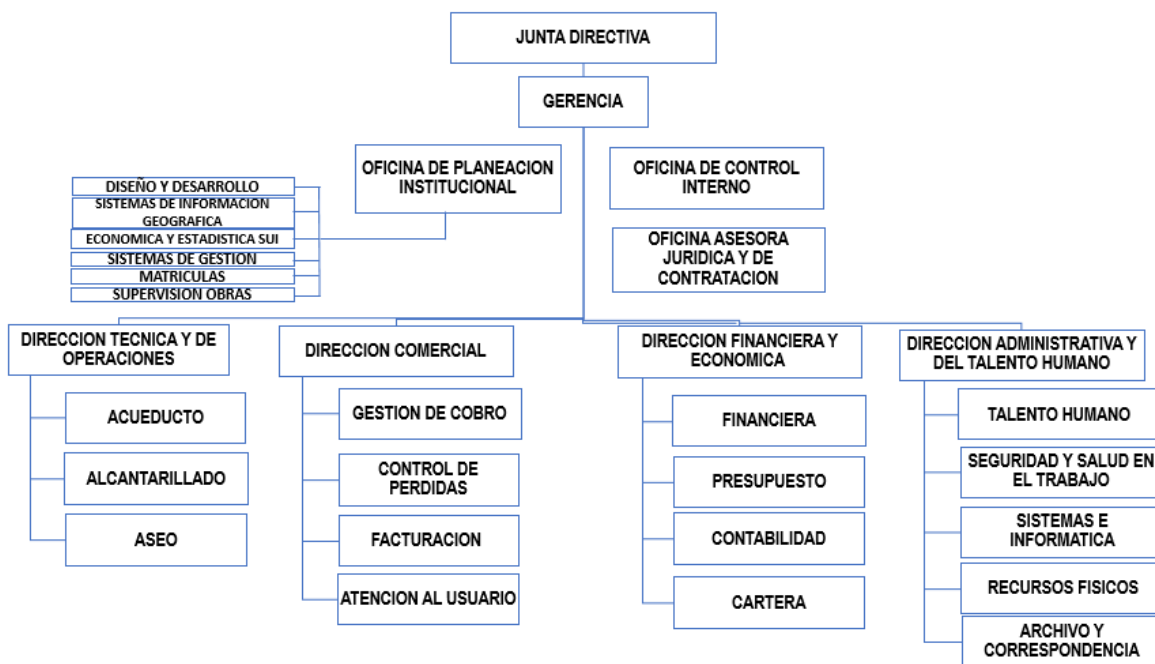 JUNTA DIRECTIVA
GERENCIA
OFICINA DE PLANEACION
INSTITUCIONAL
OFICINA DE CONTROL
INTERNO
DISEÑO Y DESARROLLO
SISTEMAS DE INFORMACION
GEOGRAFICA
ECONOMICA Y ESTADISTICA SUI
SISTEMAS DE GESTION
MATRICULAS
SUPERVISION OBRAS
OFICINA ASESORA
JURIDICA Y DE
CONTRATACION
DIRECCION TECNICA Y DE
OPERACIONES
ACUEDUCTO
ALCANTARILLADO
ASEO
DIRECCION COMERCIAL
GESTION DE COBRO
CONTROL DE
PERDIDAS
FACTURACION
ATENCION AL USUARIO
DIRECCION FINANCIERA Y
ECONOMICA
FINANCIERA
PRESUPUESTO
CONTABILIDAD
CARTERA
DIRECCION ADMINISTRATIVA Y
DEL TALENTO HUMANO
TALENTO HUMANO
SEGURIDAD Y SALUD EN
EL TRABAJO
SISTEMAS E
INFORMATICA
RECURSOS FISICOS
ARCHIVO Y
CORRESPONDENCIA